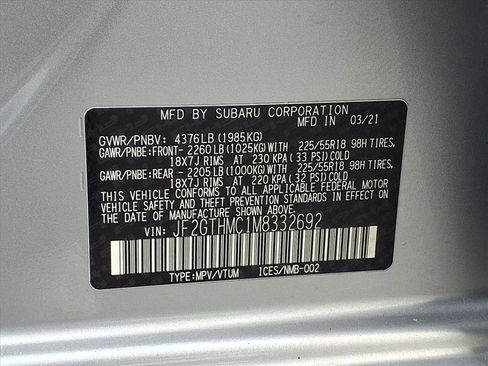 MFD BY SUBARU CORPORATION
MFD IN 03/21
GVWR/PNBV: 4376LB (1985KG)
GAWR/PNBE:FRONT- 2260LB (1025KG)WITH 225/55R18 98H TIRES,
18X7J RIMS AT 230 KPA ( 33 PSI)COLD
GAWR/PNBE:REAR - 2205LB (1000KG)WITH 225/55R18 98H TIRES,
18X7J RIMS AT 220 KPA (32 PSI)COLD
THIS VEHICLE CONFORMS TO ALL APPLICABLE FEDERAL MOTOR
VEHICLE SAFETY AND THEFT PREVENTION STANDARDS IN EFFECT
ON THE DATE OF MANUFACTURE SHOWN ABOVE.
VIN: JF2GTHMC1M8332692
TYPE:MPV/VTUM ICES/NMB-002